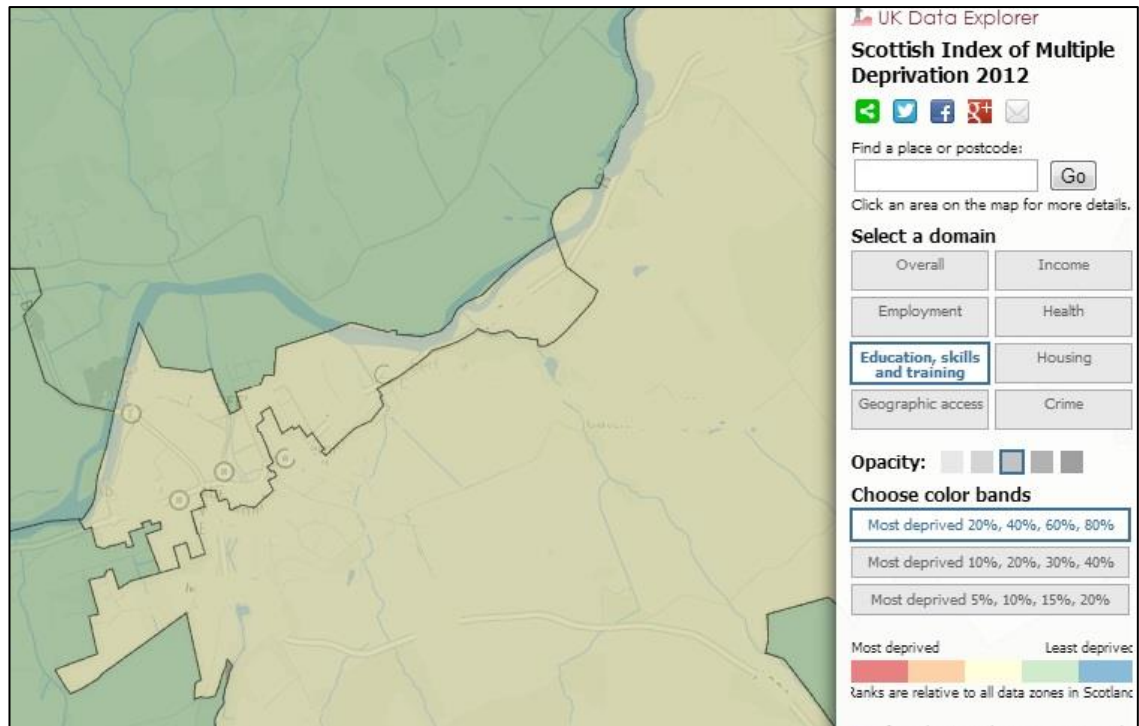 UK Data Explorer
Scottish Index of Multiple
Deprivation 2012
Find a place or postcode:
Go
Click an area on the map for more details.
Select a domain
Overall
Income
Employment
Health
Education, skills
and training
Housing
Geographic access
Crime
Opacity:
Choose color bands
Most deprived 20%, 40%, 60%, 80%
Most deprived 10%, 20%, 30%, 40%
Most deprived 5%, 10%, 15%, 20%
Most deprived
Least deprived
Ranks are relative to all data zones in Scotland